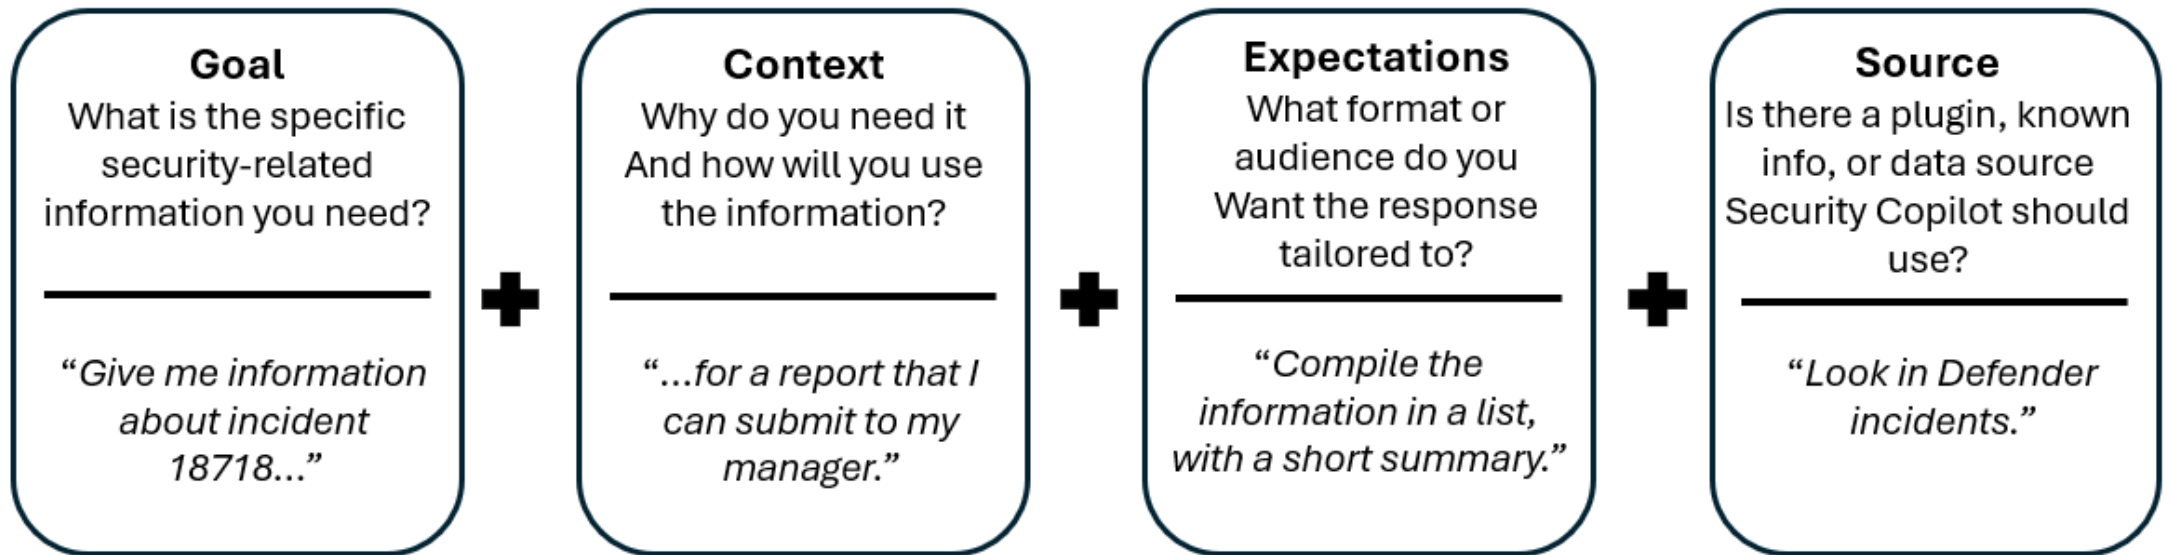 Goal
What is the specific
security-related
information you need?
“Give me information
about incident
18718...”
Context
Why do you need it
And how will you use
the information?
“...for a report that I
can submit to my
manager.”
Expectations
What format or
audience do you
Want the response
tailored to?
“Compile the
information in a list,
with a short summary.”
Source
Is there a plugin, known
info, or data source
Security Copilot should
use?
“Look in Defender
incidents.”